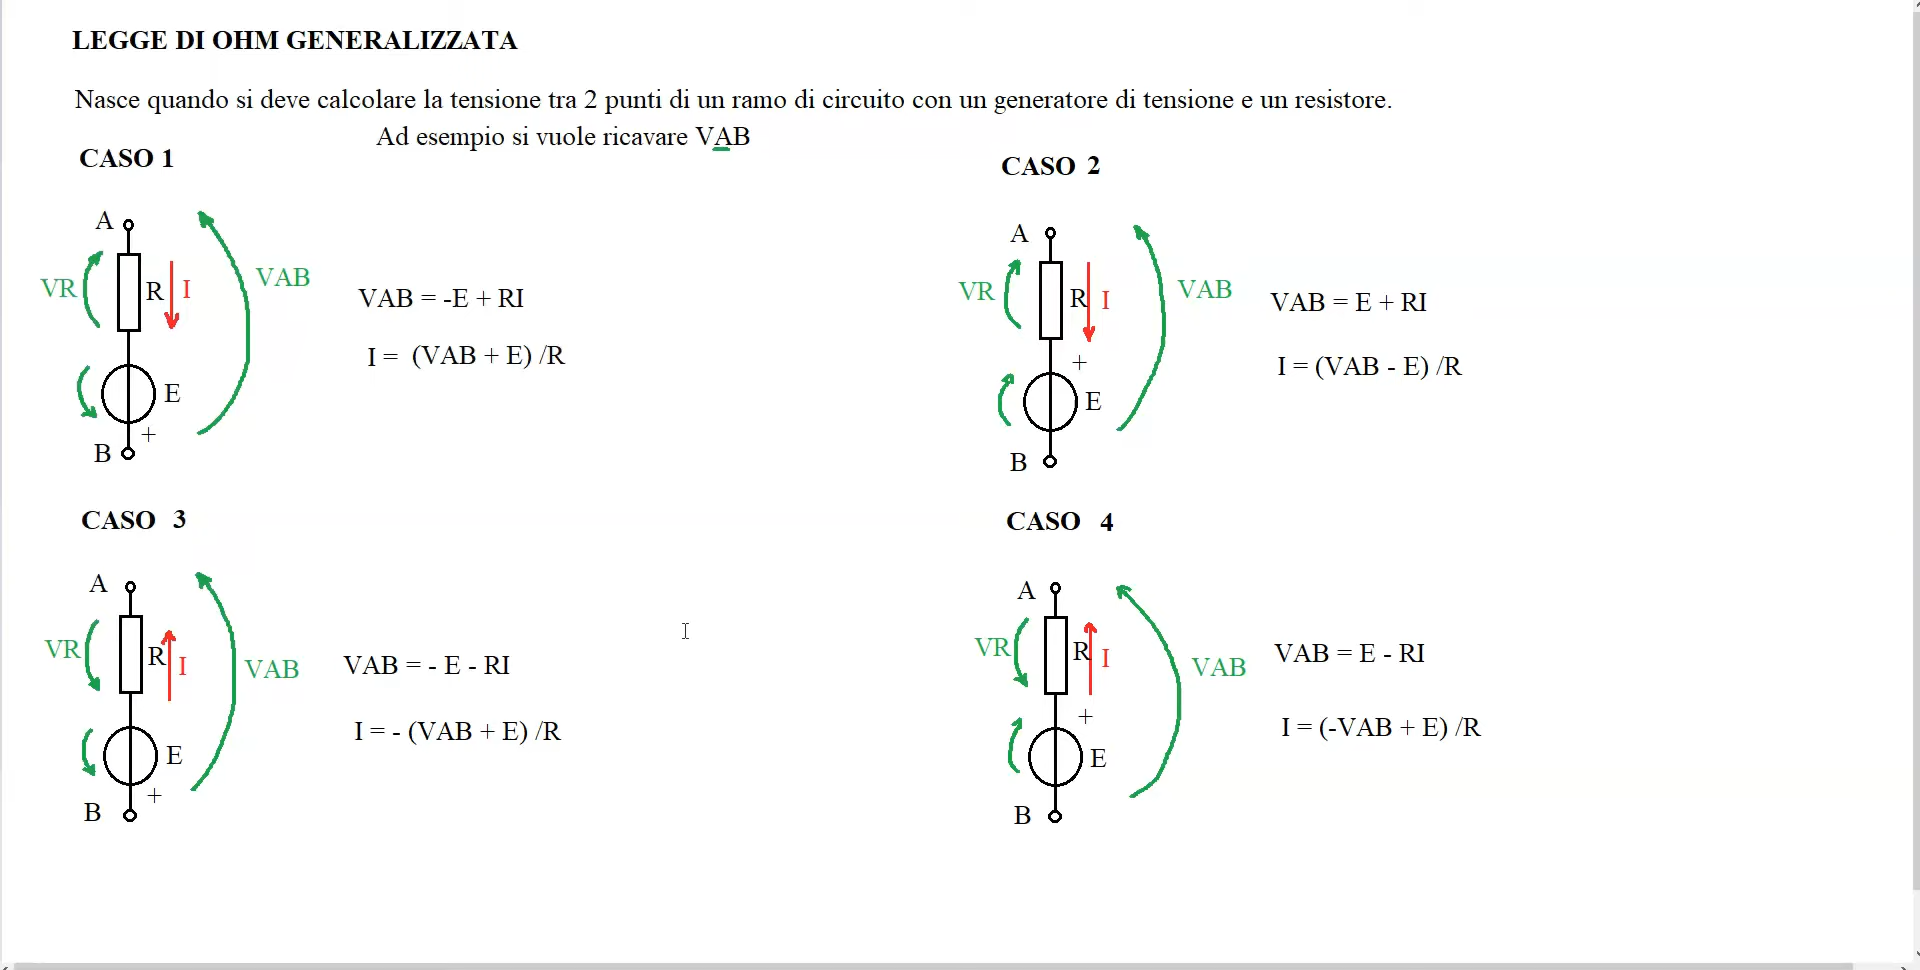 LEGGE DI OHM GENERALIZZATA
Nasce quando si deve calcolare la tensione tra 2 punti di un ramo di circuito con un generatore di tensione e un resistore.
Ad esempio si vuole ricavare VAB
CASO 1
A
VR
R
I
VAB
VAB = -E + RI
I = (VAB + E) /R
E
+
B
CASO 2
A
VR
R
I
VAB
VAB = E + RI
I = (VAB - E) /R
+
E
B
CASO 3
A
VR
R
I
VAB
VAB = - E - RI
I = - (VAB + E) /R
E
+
B
CASO 4
A
VR
R
I
VAB
VAB = E - RI
I = (-VAB + E) /R
+
E
B